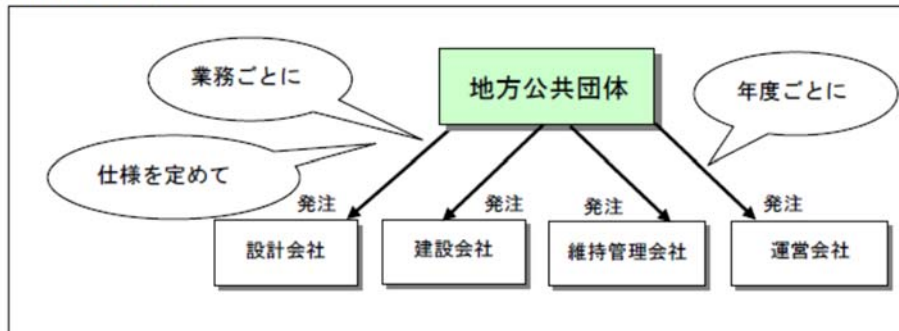 業務ごとに
地方公共団体
年度ごとに
仕様を定めて
発注
発注
発注
発注
設計会社
建設会社
維持管理会社
運営会社